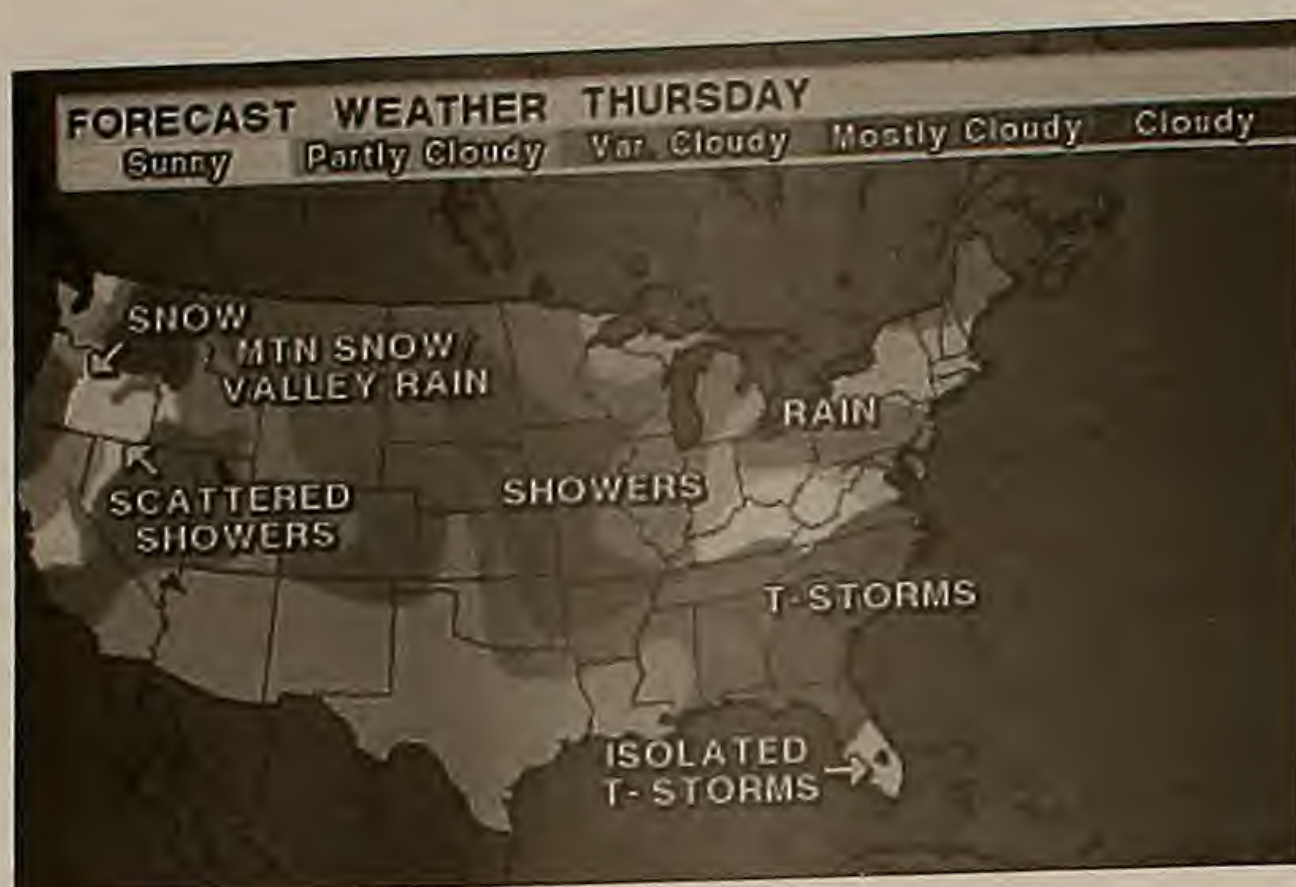 FORECAST WEATHER THURSDAY
Sunny Partly Cloudy Var. Cloudy Mostly Cloudy Cloudy
SNOW
MTN SNOW/
VALLEY RAIN
RAIN
SCATTERED
SHOWERS
SHOWERS
T-STORMS
ISOLATED
T-STORMS